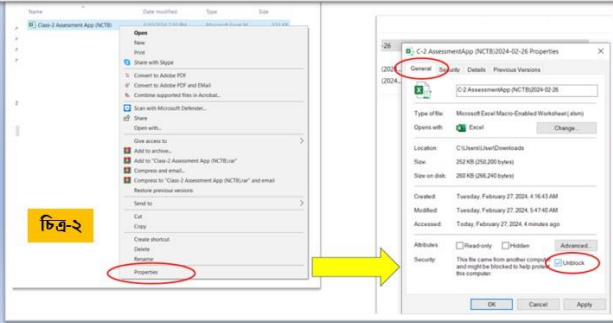 Name Date modified Type Size
Class-2 Assessment App (NCTB)
Open
New
Print
Share with Skype
Convert to Adobe PDF
Convert to Adobe PDF and EMail
Combine supported files in Acrobat...
Scan with Microsoft Defender...
Share
Open with...
Give access to
Add to archive...
Add to "Class-2 Assessment App (NCTB).rar"
Compress and email...
Compress to "Class-2 Assessment App (NCTB).rar" and email
Restore previous versions
Send to
Cut
Copy
Create shortcut
Delete
Rename
Properties
চিত্র-২
-26
(202...
(2024...
C-2 AssessmentApp (NCTB)2024-02-26 Properties
General Security Details Previous Versions
C-2 AssessmentApp (NCTB)2024-02-26
Type of file: Microsoft Excel Macro-Enabled Worksheet (.xlsm)
Opens with: Excel Change...
Location: C:\Users\User\Downloads
Size: 252 KB (258,200 bytes)
Size on disk: 260 KB (266,240 bytes)
Created: Tuesday, February 27, 2024, 4:16:43 AM
Modified: Tuesday, February 27, 2024, 5:47:40 AM
Accessed: Today, February 27, 2024, 4 minutes ago
Attributes: Read-only Hidden Advanced...
Security: This file came from another computer
and might be blocked to help protect
this computer.
Unblock
OK Cancel Apply